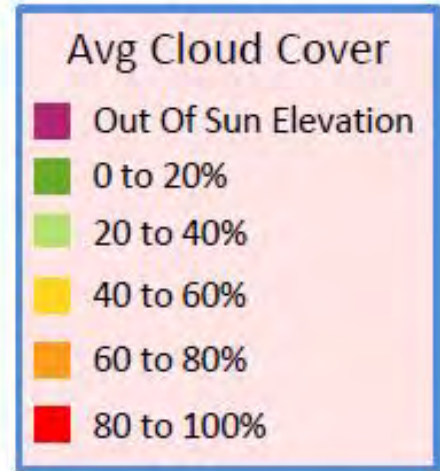 Avg Cloud Cover
Out Of Sun Elevation
0 to 20%
20 to 40%
40 to 60%
60 to 80%
80 to 100%